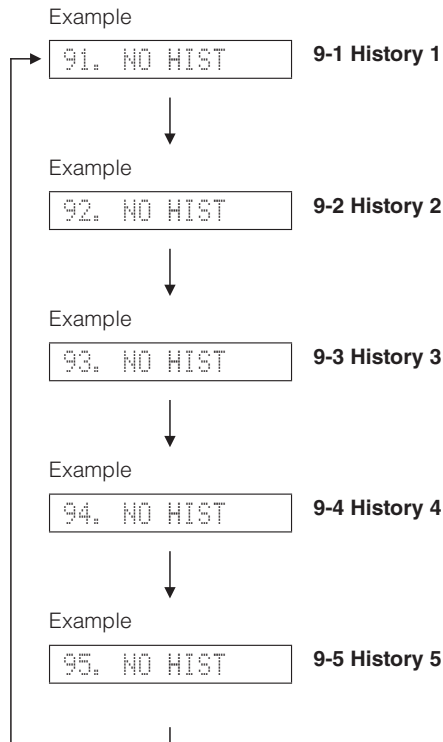 Example
91. NO HIST 9-1 History 1
Example
92. NO HIST 9-2 History 2
Example
93. NO HIST 9-3 History 3
Example
94. NO HIST 9-4 History 4
Example
95. NO HIST 9-5 History 5